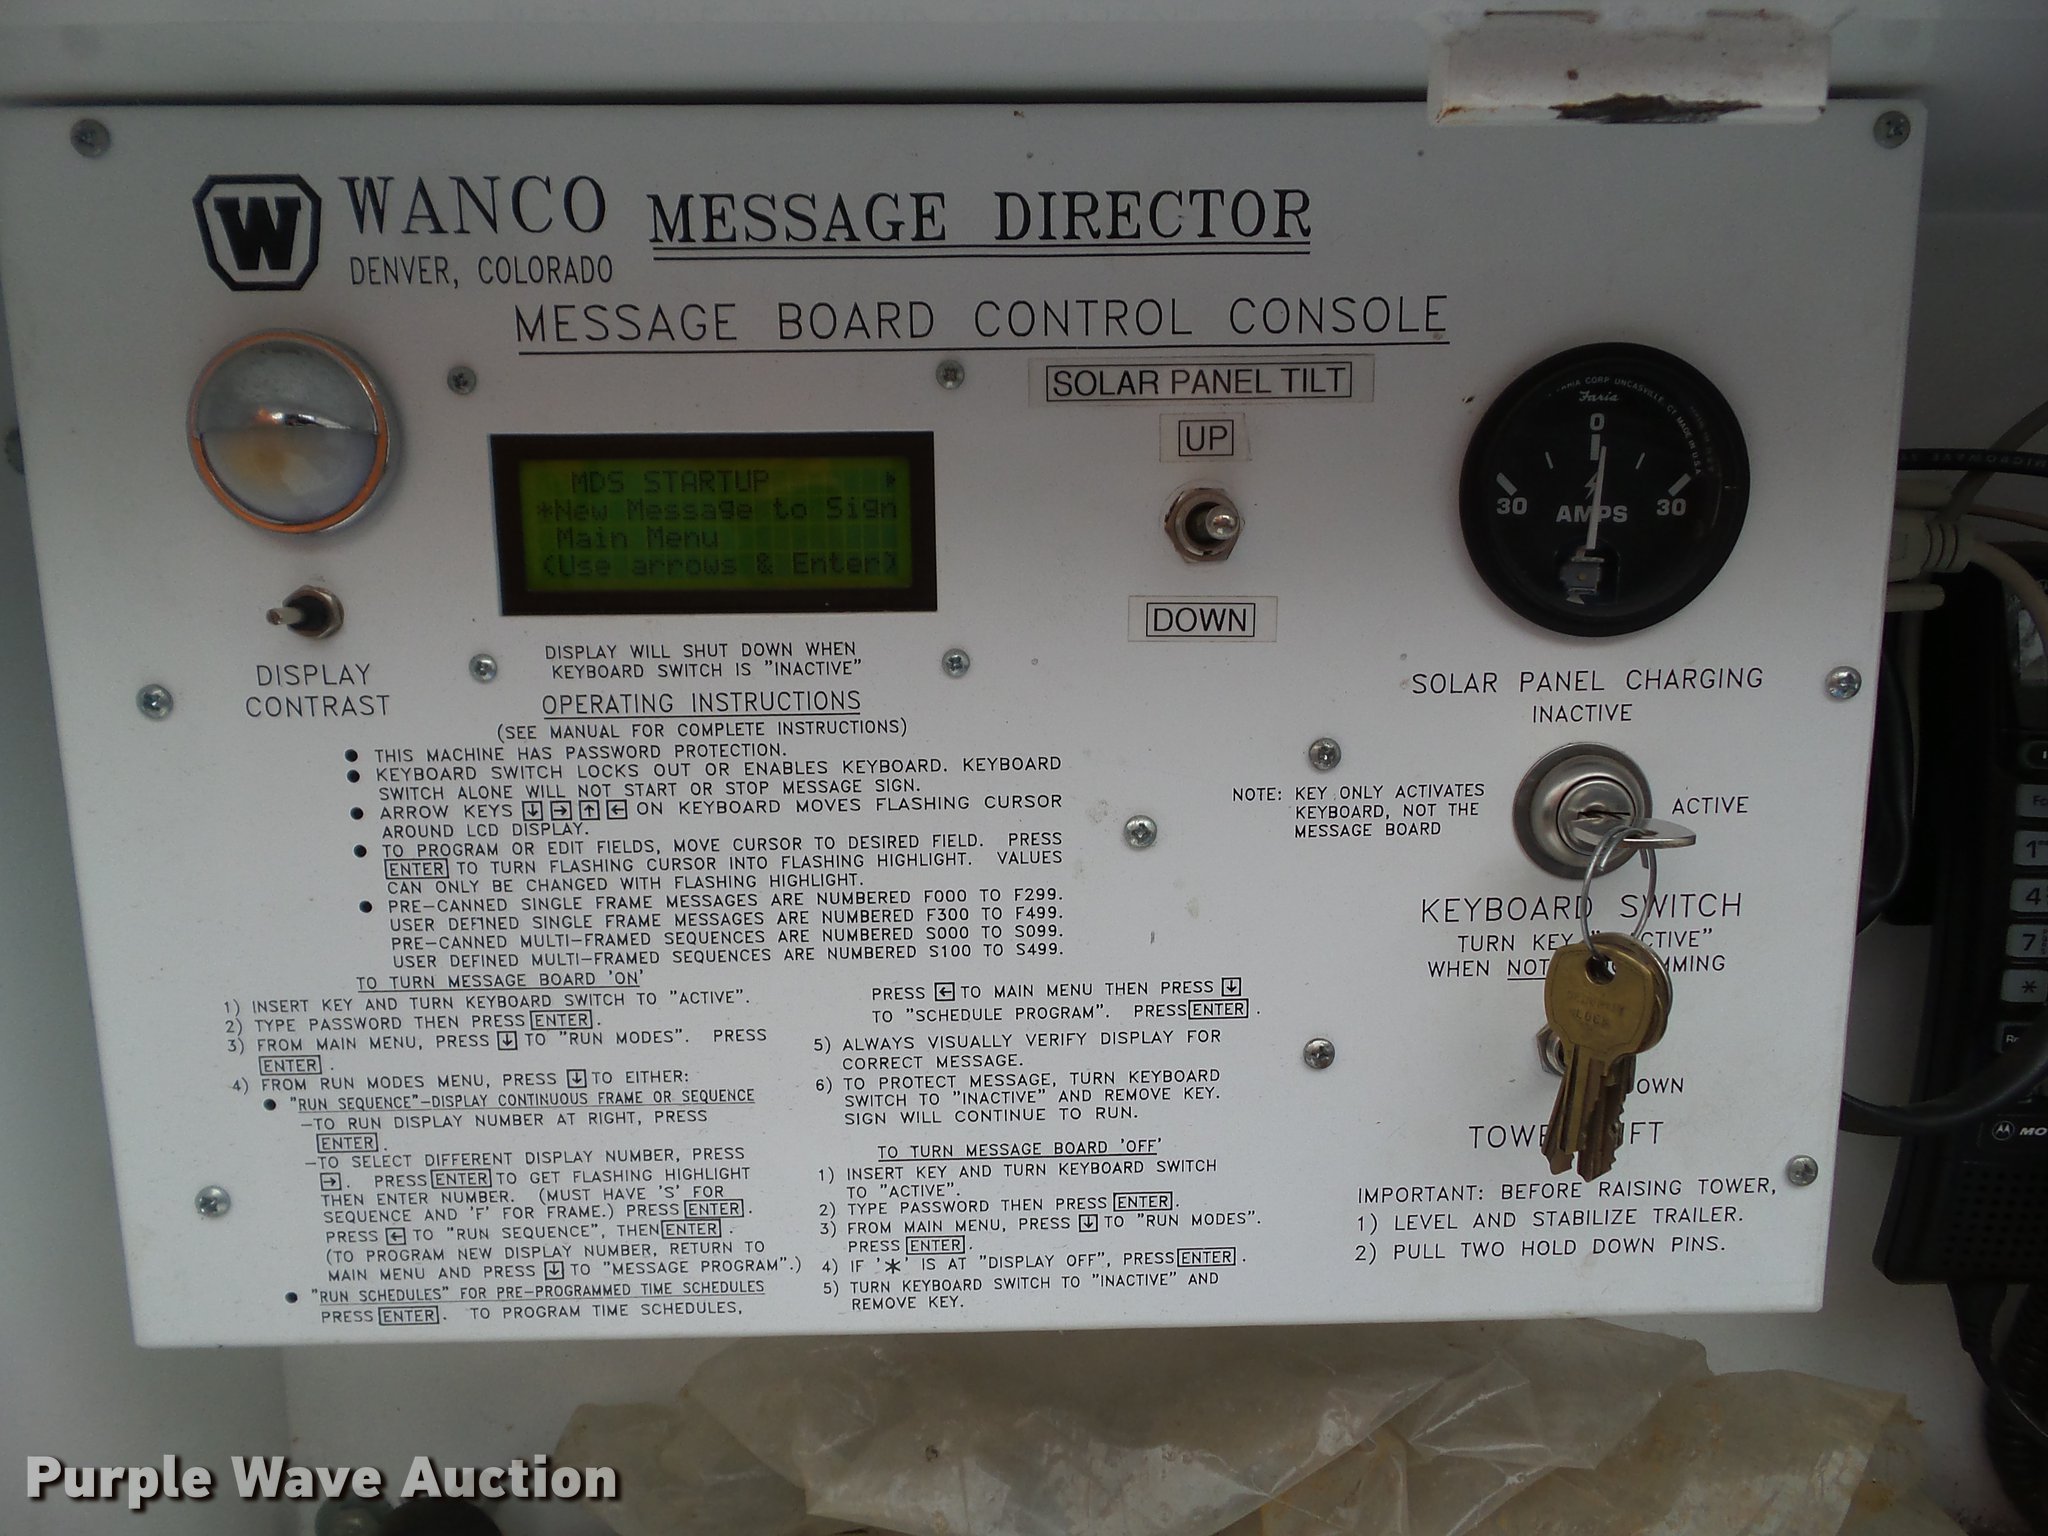 W WANCO MESSAGE DIRECTOR
DENVER, COLORADO
MESSAGE BOARD CONTROL CONSOLE
SOLAR PANEL TILT
UP
DOWN
MDS STARTUP
*New Message to Sign
Main Menu
(Use arrows & Enter)
CORP UNCASVILLE, CT. MADE IN U.S.A.
Faria
0
30 30
AMPS
DISPLAY
CONTRAST
DISPLAY WILL SHUT DOWN WHEN
KEYBOARD SWITCH IS "INACTIVE"
OPERATING INSTRUCTIONS
(SEE MANUAL FOR COMPLETE INSTRUCTIONS)
● THIS MACHINE HAS PASSWORD PROTECTION.
● KEYBOARD SWITCH LOCKS OUT OR ENABLES KEYBOARD. KEYBOARD
SWITCH ALONE WILL NOT START OR STOP MESSAGE SIGN.
● ARROW KEYS ↓ → ↑ ← ON KEYBOARD MOVES FLASHING CURSOR
AROUND LCD DISPLAY.
● TO PROGRAM OR EDIT FIELDS, MOVE CURSOR TO DESIRED FIELD. PRESS
ENTER TO TURN FLASHING CURSOR INTO FLASHING HIGHLIGHT. VALUES
CAN ONLY BE CHANGED WITH FLASHING HIGHLIGHT.
● PRE-CANNED SINGLE FRAME MESSAGES ARE NUMBERED F000 TO F299.
USER DEFINED SINGLE FRAME MESSAGES ARE NUMBERED F300 TO F499.
PRE-CANNED MULTI-FRAMED SEQUENCES ARE NUMBERED S000 TO S099.
USER DEFINED MULTI-FRAMED SEQUENCES ARE NUMBERED S100 TO S499.
TO TURN MESSAGE BOARD 'ON'
1) INSERT KEY AND TURN KEYBOARD SWITCH TO "ACTIVE".
2) TYPE PASSWORD THEN PRESS ENTER.
3) FROM MAIN MENU, PRESS ↓ TO "RUN MODES". PRESS
ENTER.
4) FROM RUN MODES MENU, PRESS ↓ TO EITHER:
● "RUN SEQUENCE"-DISPLAY CONTINUOUS FRAME OR SEQUENCE
-TO RUN DISPLAY NUMBER AT RIGHT, PRESS
ENTER.
-TO SELECT DIFFERENT DISPLAY NUMBER, PRESS
→. PRESS ENTER TO GET FLASHING HIGHLIGHT
THEN ENTER NUMBER. (MUST HAVE 'S' FOR
SEQUENCE AND 'F' FOR FRAME.) PRESS ENTER.
PRESS ← TO "RUN SEQUENCE", THEN ENTER.
(TO PROGRAM NEW DISPLAY NUMBER, RETURN TO
MAIN MENU AND PRESS ↓ TO "MESSAGE PROGRAM".)
● "RUN SCHEDULES" FOR PRE-PROGRAMMED TIME SCHEDULES
PRESS ENTER. TO PROGRAM TIME SCHEDULES,
PRESS ← TO MAIN MENU THEN PRESS ↓
TO "SCHEDULE PROGRAM". PRESS ENTER.
5) ALWAYS VISUALLY VERIFY DISPLAY FOR
CORRECT MESSAGE.
6) TO PROTECT MESSAGE, TURN KEYBOARD
SWITCH TO "INACTIVE" AND REMOVE KEY.
SIGN WILL CONTINUE TO RUN.
TO TURN MESSAGE BOARD 'OFF'
1) INSERT KEY AND TURN KEYBOARD SWITCH
TO "ACTIVE".
2) TYPE PASSWORD THEN PRESS ENTER.
3) FROM MAIN MENU, PRESS ↓ TO "RUN MODES".
PRESS ENTER.
4) IF '*' IS AT "DISPLAY OFF", PRESS ENTER.
5) TURN KEYBOARD SWITCH TO "INACTIVE" AND
REMOVE KEY.
SOLAR PANEL CHARGING
INACTIVE
NOTE: KEY ONLY ACTIVATES
KEYBOARD, NOT THE
MESSAGE BOARD
ACTIVE
KEYBOARD SWITCH
TURN KEY
WHEN NOT
TOWE
IMPORTANT: BEFORE RAISING TOWER,
1) LEVEL AND STABILIZE TRAILER.
2) PULL TWO HOLD DOWN PINS.
1
4
7
*
Purple Wave Auction